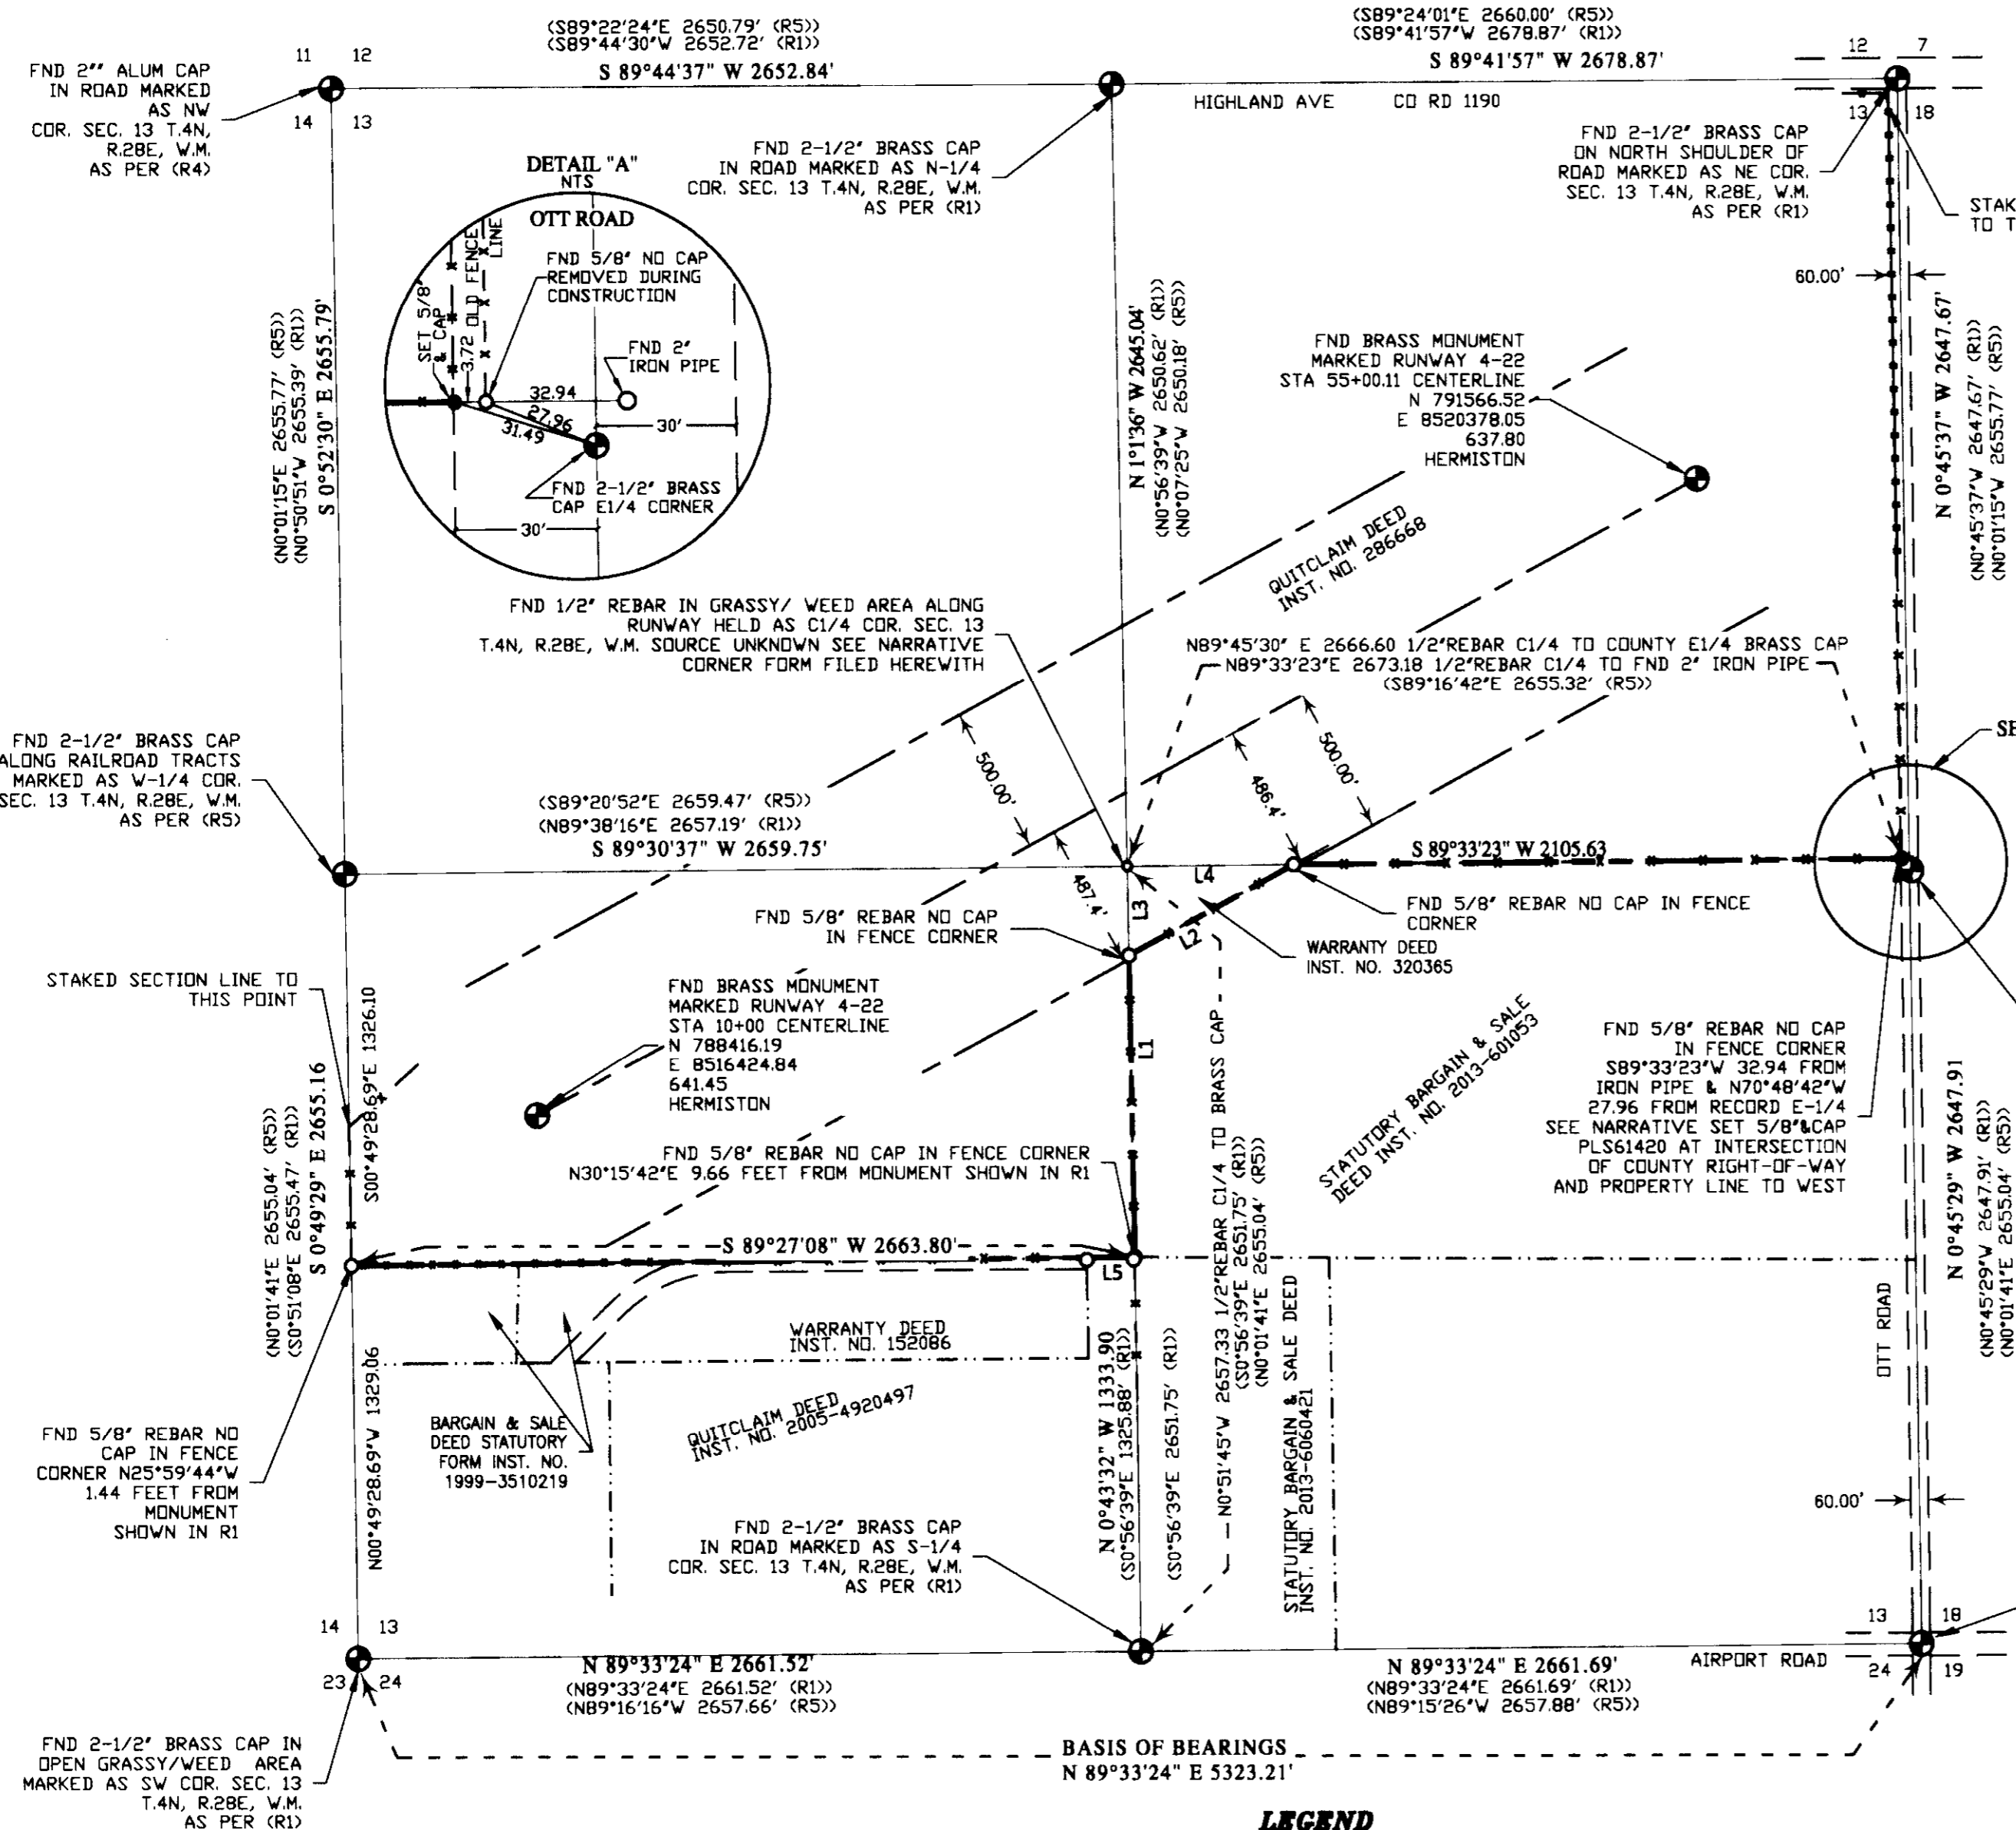 (S89°22'24"E 2650.79' (R5))
(S89°44'30"W 2652.72' (R1))
S 89°44'37" W 2652.84'
(S89°24'01"E 2660.00' (R5))
(S89°41'57"W 2678.87' (R1))
S 89°41'57" W 2678.87'
11 12
14 13
12 7
13 18
HIGHLAND AVE CO RD 1190
FND 2"" ALUM CAP
IN ROAD MARKED
AS NW
COR. SEC. 13 T.4N,
R.28E, W.M.
AS PER (R4)
FND 2-1/2" BRASS CAP
IN ROAD MARKED AS N-1/4
COR. SEC. 13 T.4N, R.28E, W.M.
AS PER (R1)
FND 2-1/2" BRASS CAP
ON NORTH SHOULDER OF
ROAD MARKED AS NE COR.
SEC. 13 T.4N, R.28E, W.M.
AS PER (R1)
STAK
TO T
60.00'
DETAIL "A"
NTS
OTT ROAD
FND 5/8" NO CAP
REMOVED DURING
CONSTRUCTION
SET 5/8"
& CAP
3.72 OLD FENCE
LINE
FND 2"
IRON PIPE
32.94
27.96
31.49
30'
FND 2-1/2" BRASS
CAP E1/4 CORNER
30'
(N0°01'15"E 2655.77' (R5))
(N0°50'51"W 2655.39' (R1))
S 0°52'30" E 2655.79'
N 1°1'36" W 2645.04'
(N0°56'39"W 2650.62' (R1))
(N0°07'25"W 2650.18' (R5))
FND BRASS MONUMENT
MARKED RUNWAY 4-22
STA 55+00.11 CENTERLINE
N 791566.52
E 8520378.05
637.80
HERMISTON
N 0°45'37" W 2647.67'
(N0°45'37"W 2647.67' (R1))
(N0°01'15"W 2655.77' (R5))
QUITCLAIM DEED
INST. NO. 286668
FND 1/2" REBAR IN GRASSY/ WEED AREA ALONG
RUNWAY HELD AS C1/4 COR. SEC. 13
T.4N, R.28E, W.M. SOURCE UNKNOWN SEE NARRATIVE
CORNER FORM FILED HEREWITH
N89°45'30" E 2666.60 1/2"REBAR C1/4 TO COUNTY E1/4 BRASS CAP
N89°33'23"E 2673.18 1/2"REBAR C1/4 TO FND 2" IRON PIPE
(S89°16'42"E 2655.32' (R5))
FND 2-1/2" BRASS CAP
ALONG RAILROAD TRACTS
MARKED AS W-1/4 COR.
SEC. 13 T.4N, R.28E, W.M.
AS PER (R5)
500.00'
487.4'
486.4'
500.00'
SE
(S89°20'52"E 2659.47' (R5))
(N89°38'16"E 2657.19' (R1))
S 89°30'37" W 2659.75'
S 89°33'23" W 2105.63
L4
L3
L2
FND 5/8" REBAR NO CAP
IN FENCE CORNER
FND 5/8" REBAR NO CAP IN FENCE
CORNER
WARRANTY DEED
INST. NO. 320365
STAKED SECTION LINE TO
THIS POINT
FND BRASS MONUMENT
MARKED RUNWAY 4-22
STA 10+00 CENTERLINE
N 788416.19
E 8516424.84
641.45
HERMISTON
L1
STATUTORY BARGAIN & SALE
DEED INST. NO. 2013-601053
FND 5/8" REBAR NO CAP
IN FENCE CORNER
S89°33'23"W 32.94 FROM
IRON PIPE & N70°48'42"W
27.96 FROM RECORD E-1/4
SEE NARRATIVE SET 5/8"&CAP
PLS61420 AT INTERSECTION
OF COUNTY RIGHT-OF-WAY
AND PROPERTY LINE TO WEST
(N0°01'41"E 2655.04' (R5))
(S0°51'08"E 2655.47' (R1))
S 0°49'29" E 2655.16
S00°49'28.69"E 1326.10
FND 5/8" REBAR NO CAP IN FENCE CORNER
N30°15'42"E 9.66 FEET FROM MONUMENT SHOWN IN R1
S 89°27'08" W 2663.80'
L5
N0°51'45"W 2657.33 1/2"REBAR C1/4 TO BRASS CAP
(S0°56'39"E 2651.75' (R1))
(N0°01'41"E 2655.04' (R5))
N 0°45'29" W 2647.91
(N0°45'29"W 2647.91' (R1))
(N0°01'41"E 2655.04' (R5))
OTT ROAD
WARRANTY DEED
INST. NO. 152086
BARGAIN & SALE
DEED STATUTORY
FORM INST. NO.
1999-3510219
QUITCLAIM DEED
INST. NO. 2005-4920497
N 0°43'32" W 1333.90
(S0°56'39"E 1325.88' (R1))
(S0°56'39"E 2651.75' (R1))
STATUTORY BARGAIN & SALE DEED
INST. NO. 2013-6060421
FND 5/8" REBAR NO
CAP IN FENCE
CORNER N25°59'44"W
1.44 FEET FROM
MONUMENT
SHOWN IN R1
N00°49'28.69"W 1329.06
60.00'
FND 2-1/2" BRASS CAP
IN ROAD MARKED AS S-1/4
COR. SEC. 13 T.4N, R.28E, W.M.
AS PER (R1)
14 13
23 24
13 18
24 19
AIRPORT ROAD
N 89°33'24" E 2661.52'
(N89°33'24"E 2661.52' (R1))
(N89°16'16"W 2657.66' (R5))
N 89°33'24" E 2661.69'
(N89°33'24"E 2661.69' (R1))
(N89°15'26"W 2657.88' (R5))
FND 2-1/2" BRASS CAP IN
OPEN GRASSY/WEED AREA
MARKED AS SW COR. SEC. 13
T.4N, R.28E, W.M.
AS PER (R1)
BASIS OF BEARINGS
N 89°33'24" E 5323.21'
LEGEND